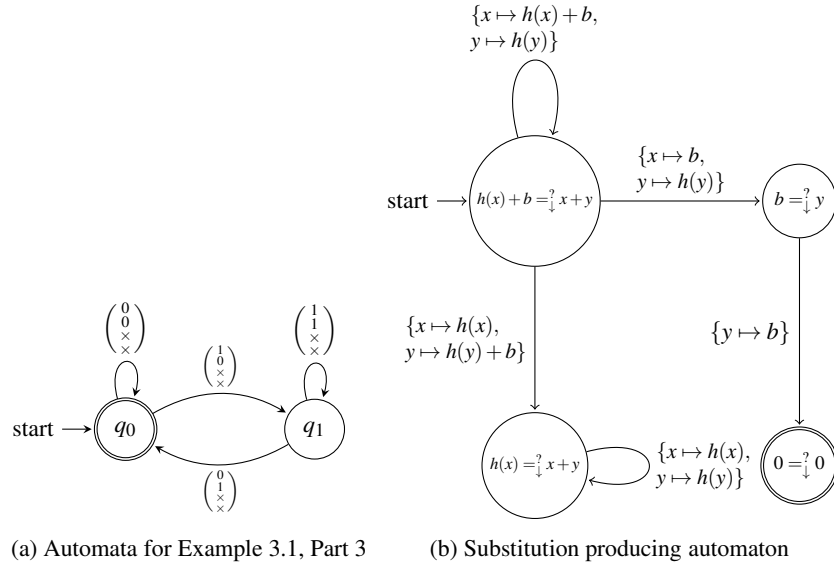 {x ↦ h(x) + b,
y ↦ h(y)}
{x ↦ b,
y ↦ h(y)}
start
h(x) + b =?↓ x + y
b =?↓ y
{x ↦ h(x),
y ↦ h(y) + b}
{y ↦ b}
0
0
×
×
1
1
×
×
1
0
×
×
start
q0
q1
0
1
×
×
h(x) =?↓ x + y
{x ↦ h(x),
y ↦ h(y)}
0 =?↓ 0
(a) Automata for Example 3.1, Part 3
(b) Substitution producing automaton